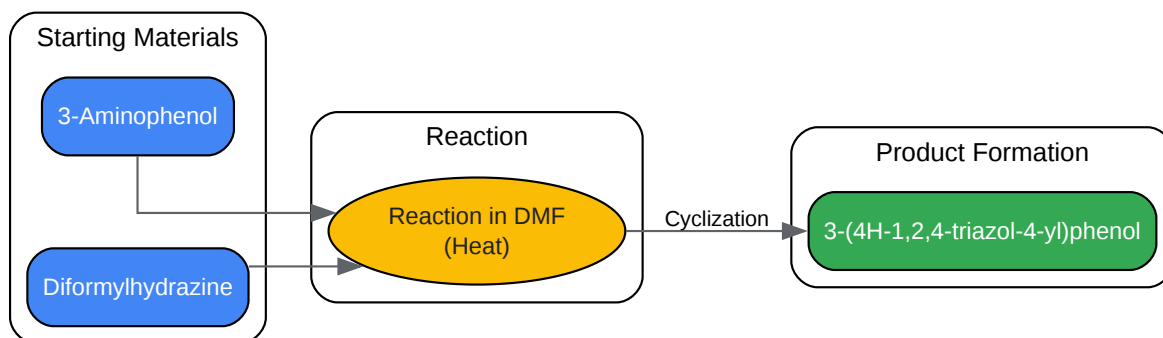 Starting Materials
3-Aminophenol
Diformylhydrazine
Reaction
Reaction in DMF
(Heat)
Cyclization
Product Formation
3-(4H-1,2,4-triazol-4-yl)phenol